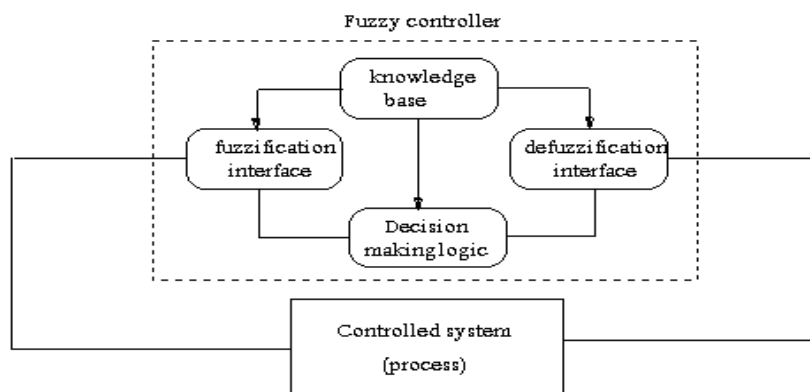 Fuzzy controller
knowledge
base
fuzzification
interface
defuzzification
interface
Decision
makinglogic
Controlled system
(process)